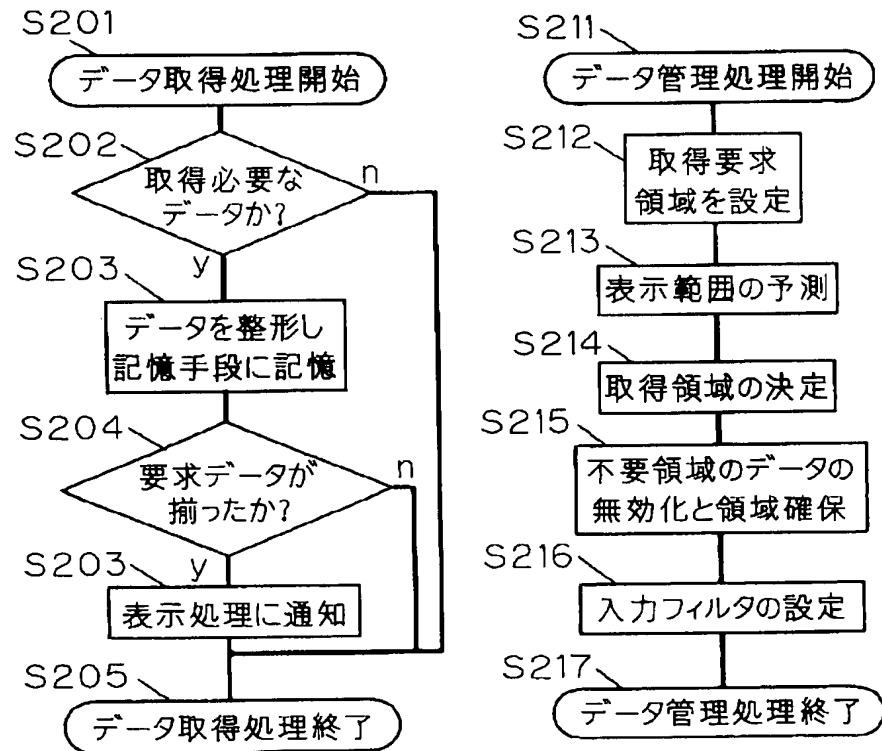 S201
データ取得処理開始
S202
取得必要な
データか?
n
y
S203
データを整形し
記憶手段に記憶
S204
要求データが
揃ったか?
n
y
S203
表示処理に通知
S205
データ取得処理終了
S211
データ管理処理開始
S212
取得要求
領域を設定
S213
表示範囲の予測
S214
取得領域の決定
S215
不要領域のデータの
無効化と領域確保
S216
入力フィルタの設定
S217
データ管理処理終了